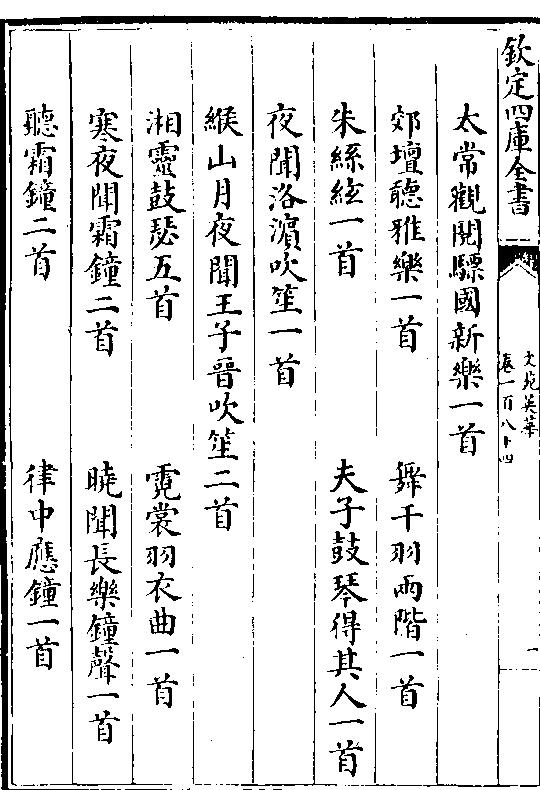 欽定四庫全書
文苑英華
卷一百八十四
一
太常觀閱驃國新樂一首
郊壇聽雅樂一首 舞干羽兩階一首
朱絲絃一首 夫子鼓琴得其人一首
夜聞洛濱吹笙一首
緱山月夜聞王子晉吹笙二首
湘靈鼓瑟五首 霓裳羽衣曲一首
寒夜聞霜鐘二首 曉聞長樂鐘聲一首
聽霜鐘二首 律中應鐘一首